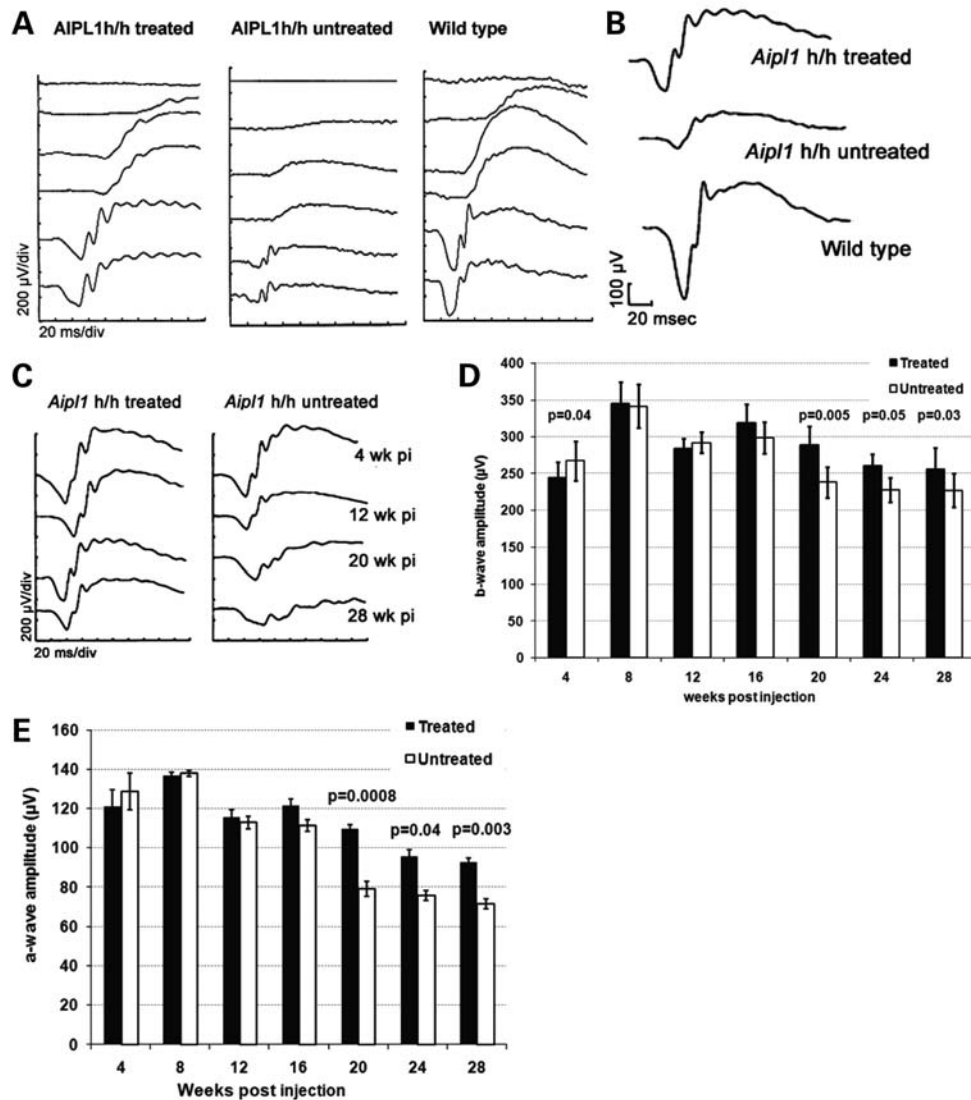 A
AIPL1h/h treated
AIPL1h/h untreated
Wild type
200 µV/div
20 ms/div
B
Aipl1 h/h treated
Aipl1 h/h untreated
Wild type
100 µV
20 msec
C
Aipl1 h/h treated
Aipl1 h/h untreated
4 wk pi
12 wk pi
20 wk pi
28 wk pi
200 µV/div
20 ms/div
D
Treated
Untreated
p=0.04
p=0.005
p=0.05
p=0.03
b-wave amplitude (µV)
400
350
300
250
200
150
100
50
0
4 8 12 16 20 24 28
weeks post injection
E
Treated
Untreated
p=0.0008
p=0.04
p=0.003
a-wave amplitude (µV)
160
140
120
100
80
60
40
20
0
4 8 12 16 20 24 28
Weeks post injection